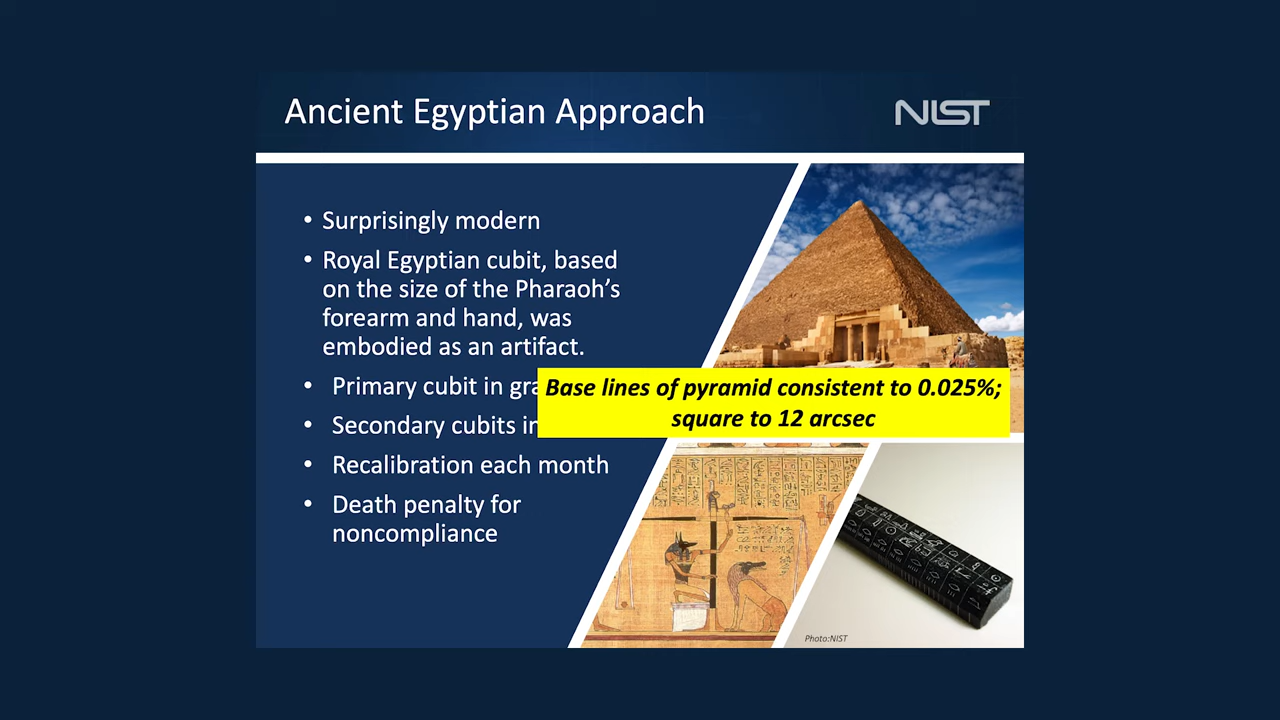 Ancient Egyptian Approach
NIST
• Surprisingly modern
• Royal Egyptian cubit, based
on the size of the Pharaoh’s
forearm and hand, was
embodied as an artifact.
• Primary cubit in
• Secondary cubits
• Recalibration each month
• Death penalty for
noncompliance
Base lines of pyramid consistent to 0.025%;
square to 12 arcsec
Photo:NIST